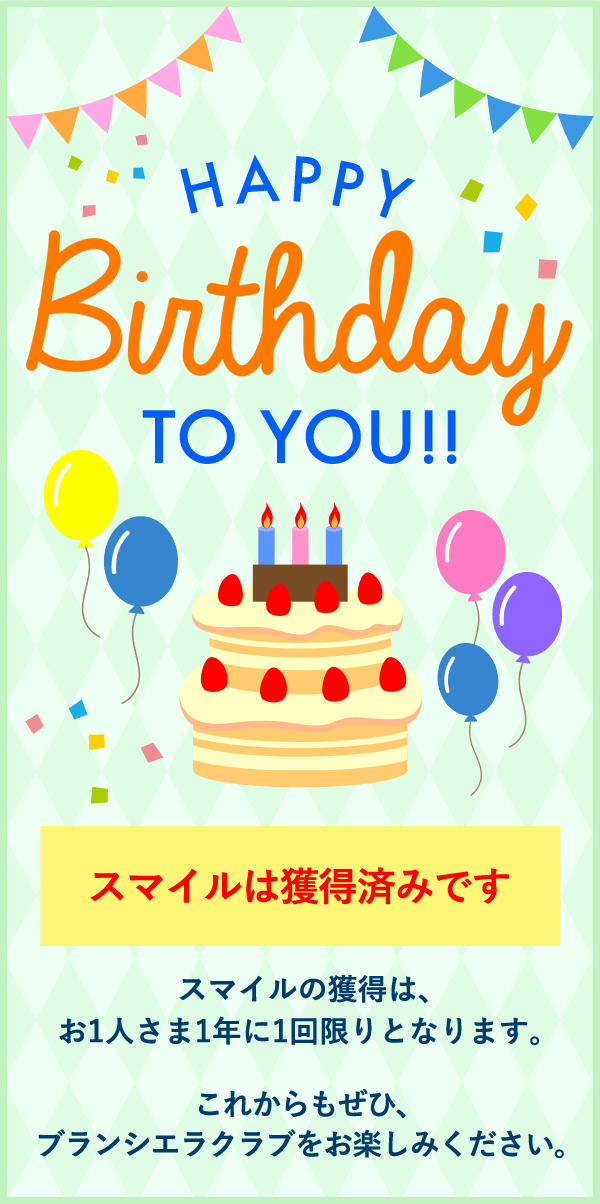 HAPPY
Birthday
TO YOU!!
スマイルは獲得済みです
スマイルの獲得は、
お1人さま1年に1回限りとなります。
これからもぜひ、
ブランシエラクラブをお楽しみください。